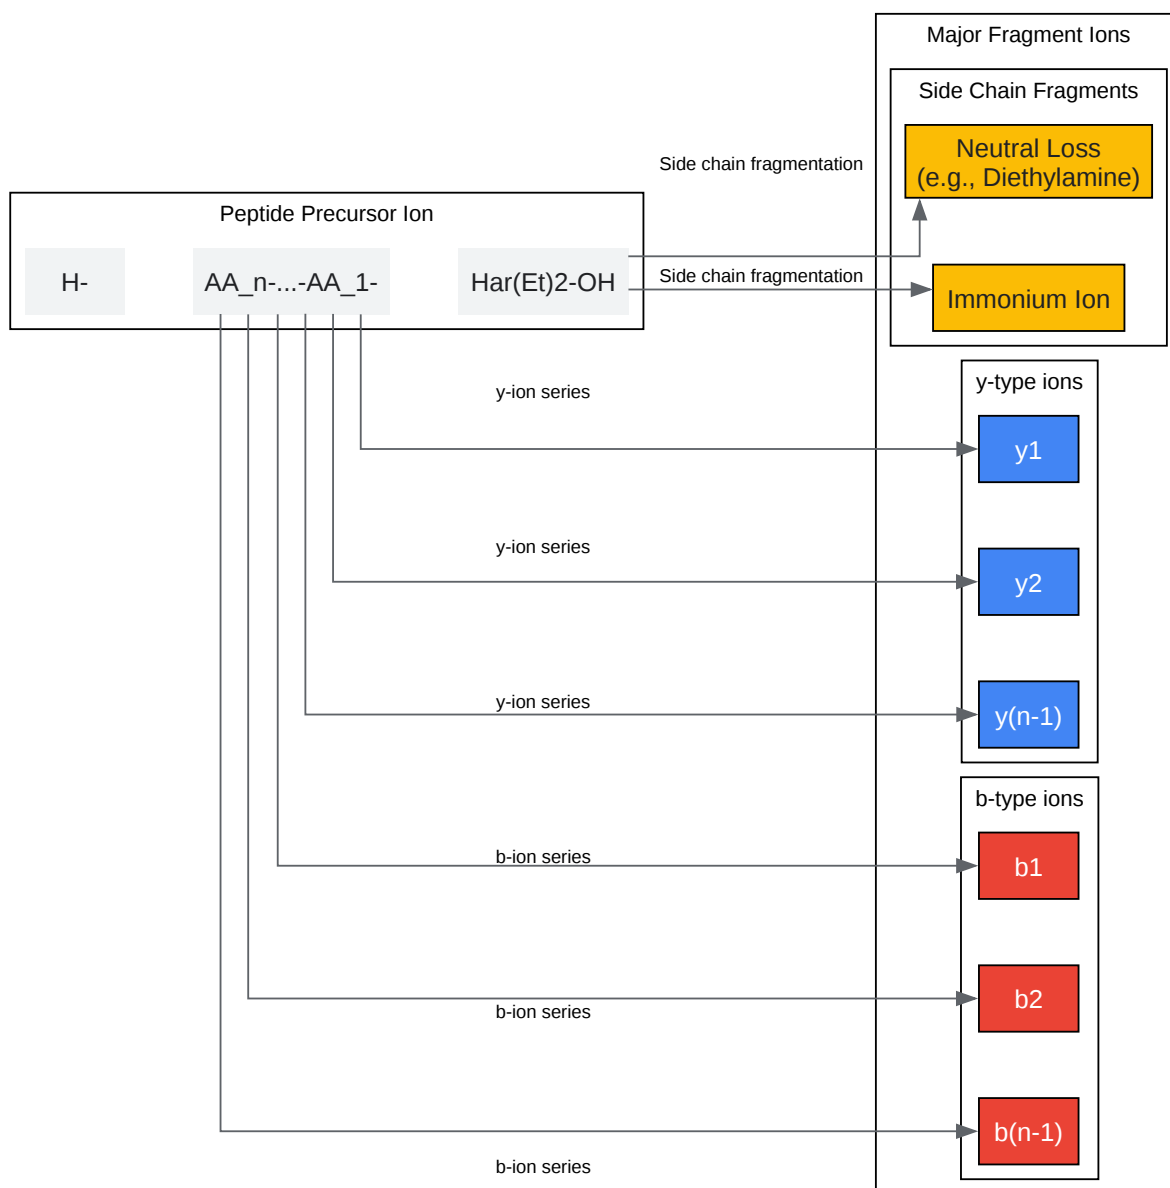 Major Fragment Ions
Side Chain Fragments
Neutral Loss
(e.g., Diethylamine)
Side chain fragmentation
Peptide Precursor Ion
H-
AA_n-...-AA_1-
Har(Et)2-OH
Side chain fragmentation
Immonium Ion
y-type ions
y-ion series
y1
y-ion series
y2
y-ion series
y(n-1)
b-type ions
b-ion series
b1
b2
b-ion series
b(n-1)
b-ion series